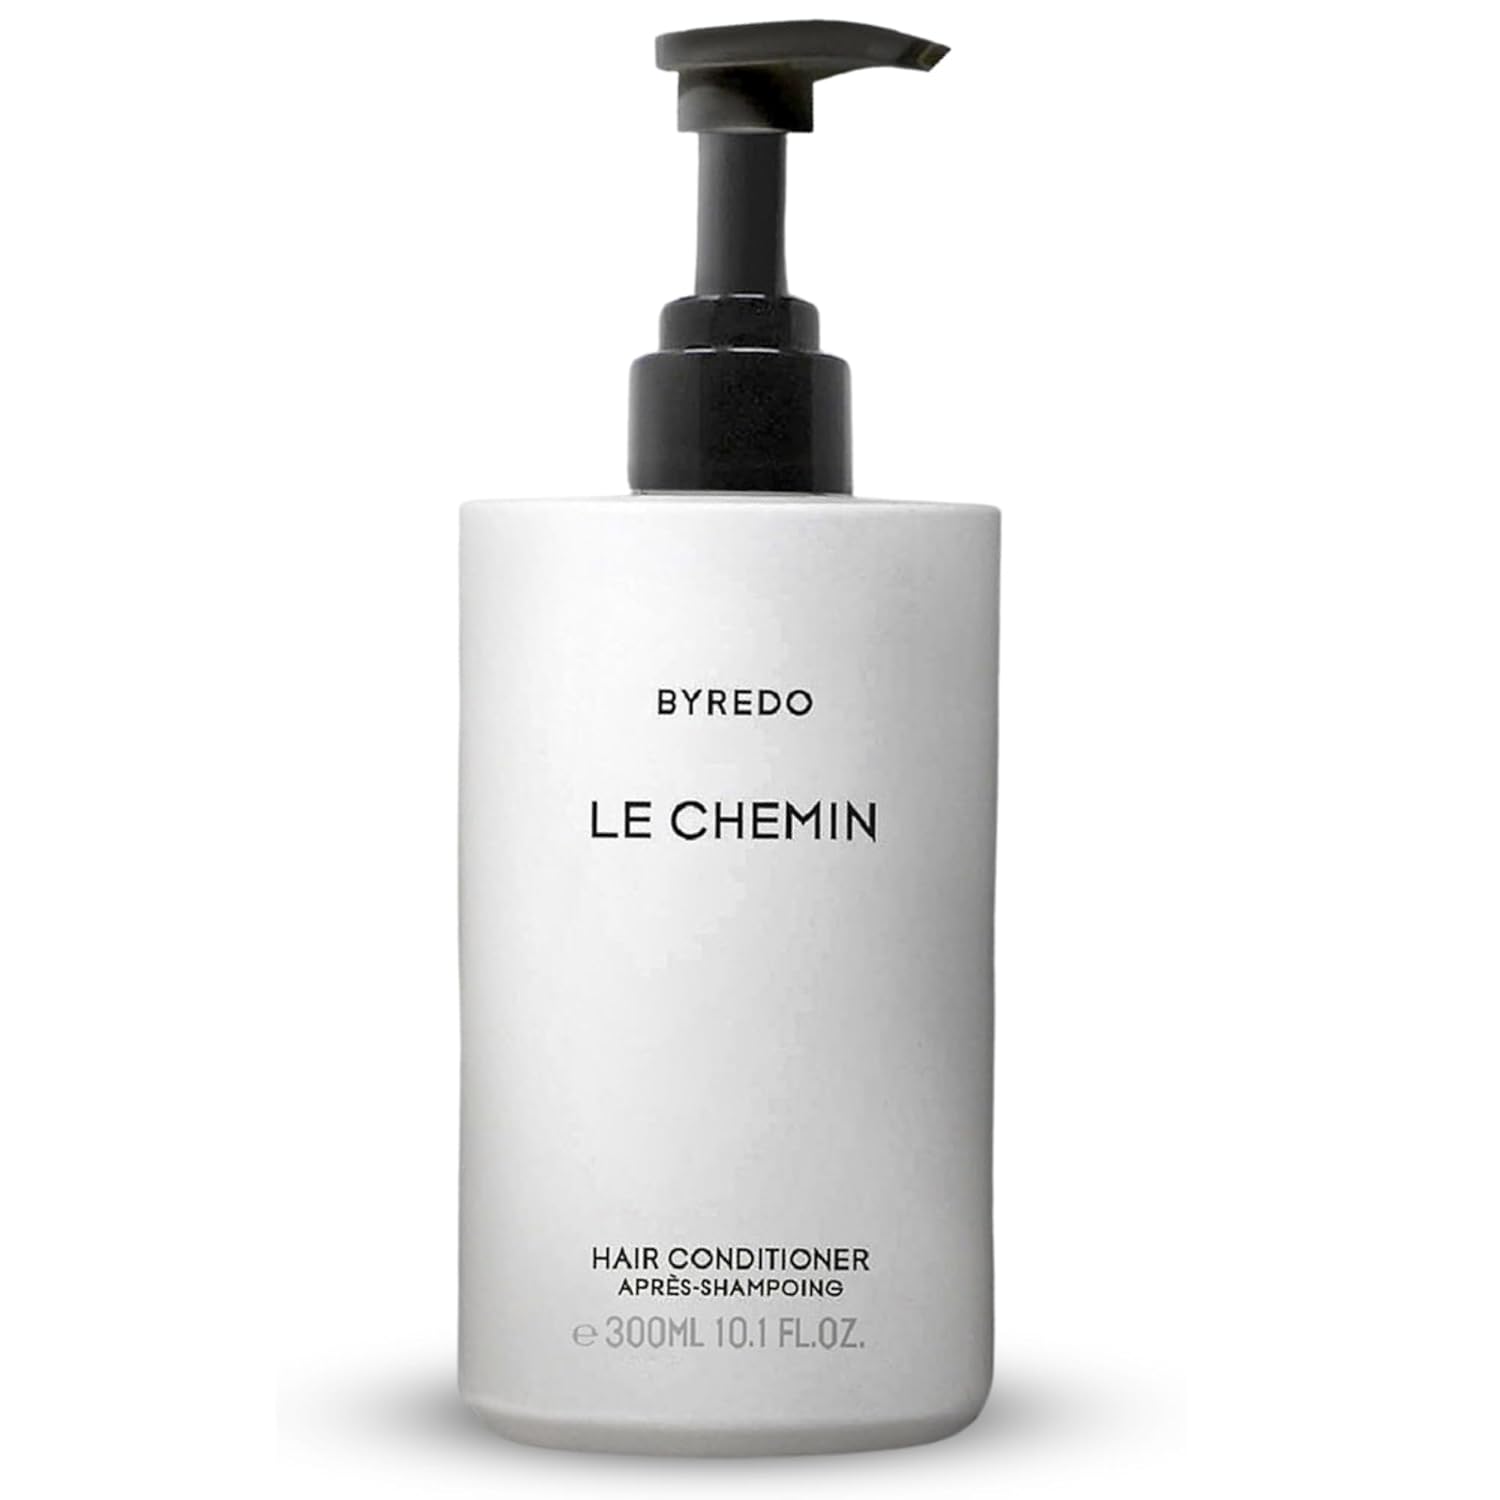 BYREDO
LE CHEMIN
HAIR CONDITIONER
APRÈS-SHAMPOING
℮ 300ML 10.1 FL.OZ.